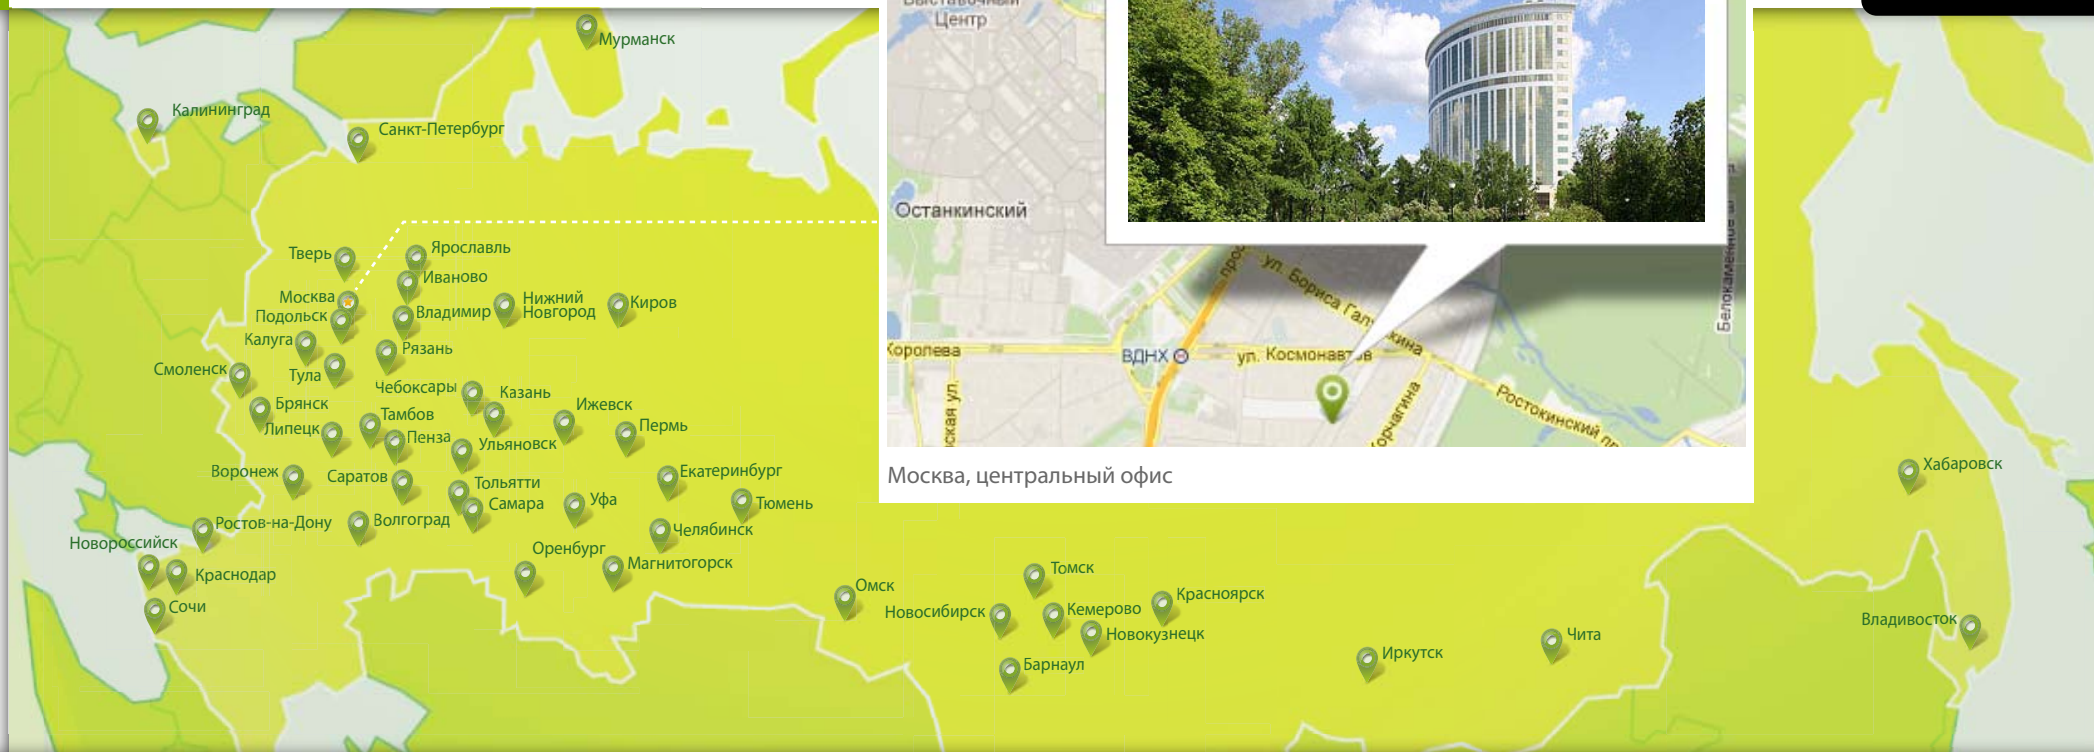 Мурманск
Калининград
Санкт-Петербург
Тверь
Ярославль
Иваново
Москва
Нижний
Новгород
Киров
Подольск
Владимир
Калуга
Рязань
Смоленск
Тула
Чебоксары
Казань
Брянск
Тамбов
Ижевск
Липецк
Пенза
Ульяновск
Пермь
Воронеж
Саратов
Тольятти
Екатеринбург
Самара
Уфа
Тюмень
Ростов-на-Дону
Волгоград
Челябинск
Новороссийск
Оренбург
Магнитогорск
Краснодар
Сочи
Омск
Томск
Новосибирск
Кемерово
Красноярск
Новокузнецк
Барнаул
Иркутск
Чита
Хабаровск
Владивосток
Центр
Останкинский
ул. Бориса Галушкина
Королева
ВДНХ
ул. Космонавтов
Ростокинский
Москва, центральный офис